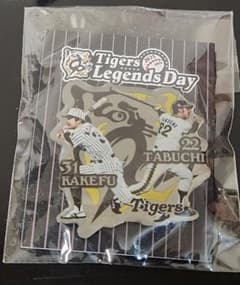 Tigers
Legends Day
22
TABUCHI
31
KAKEFU
Tigers